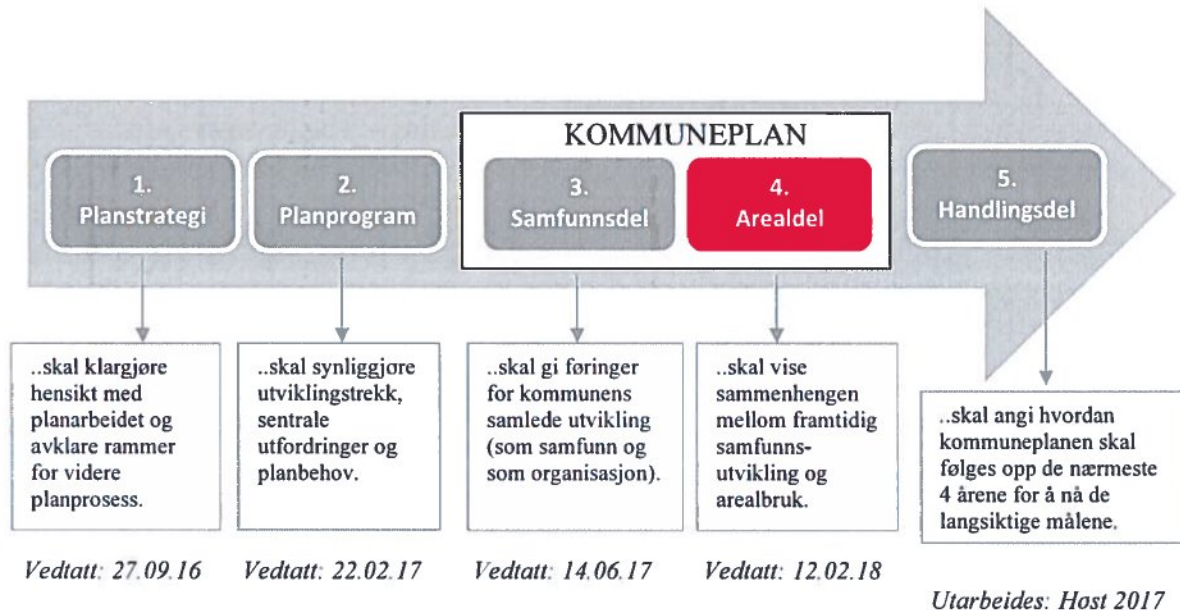 KOMMUNEPLAN
1.
Planstrategi
2.
Planprogram
3.
Samfunnsdel
4.
Arealdel
5.
Handlingsdel
..skal klargjøre
hensikt med
planarbeidet og
avklare rammer
for videre
planprosess.
..skal synliggjøre
utviklingstrekk,
sentrale
utfordringer og
planbehov.
..skal gi føringer
for kommunens
samlede utvikling
(som samfunn og
som organisasjon).
..skal vise
sammenhengen
mellom framtidig
samfunns-
utvikling og
arealbruk.
..skal angi hvordan
kommuneplanen skal
følges opp de nærmeste
4 årene for å nå de
langsiktige målene.
Vedtatt: 27.09.16
Vedtatt: 22.02.17
Vedtatt: 14.06.17
Vedtatt: 12.02.18
Utarbeides: Høst 2017